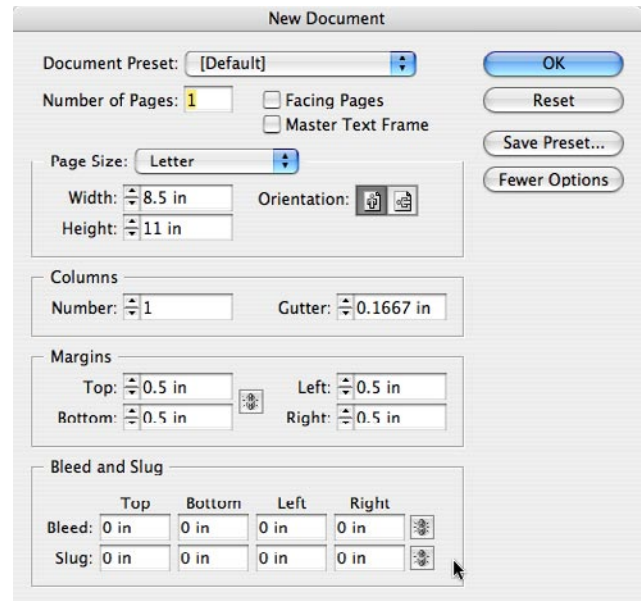 New Document
Document Preset: [Default] OK
Number of Pages: 1 Facing Pages Reset
Master Text Frame
Save Preset...
Page Size: Letter
Fewer Options
Width: 8.5 in Orientation:
Height: 11 in
Columns
Number: 1 Gutter: 0.1667 in
Margins
Top: 0.5 in Left: 0.5 in
Bottom: 0.5 in Right: 0.5 in
Bleed and Slug
Top Bottom Left Right
Bleed: 0 in 0 in 0 in 0 in
Slug: 0 in 0 in 0 in 0 in